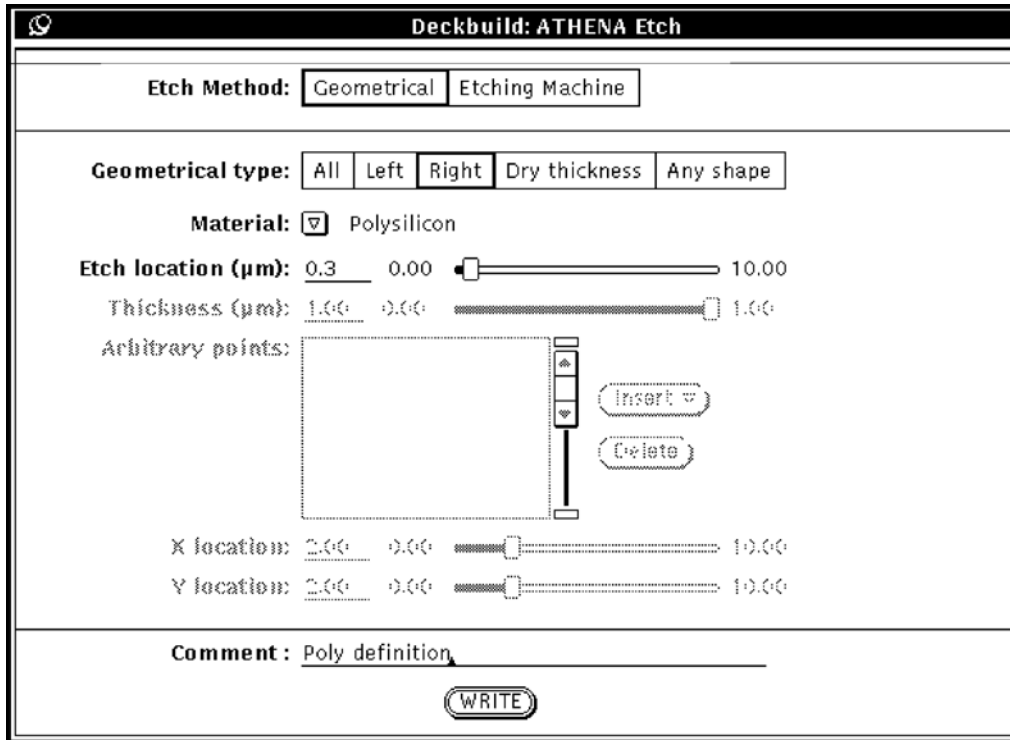 Deckbuild: ATHENA Etch
Etch Method: Geometrical Etching Machine
Geometrical type: All Left Right Dry thickness Any shape
Material: Polysilicon
Etch location (μm): 0.3 0.00 10.00
Thickness (μm): 1.00 0.00 1.00
Arbitrary points:
Insert
Delete
X location: 2.00 0.00 10.00
Y location: 2.00 0.00 10.00
Comment : Poly definition
WRITE